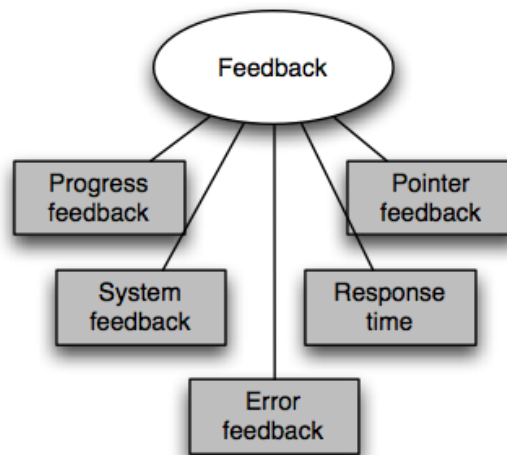 Feedback
Progress
feedback
Pointer
feedback
System
feedback
Response
time
Error
feedback